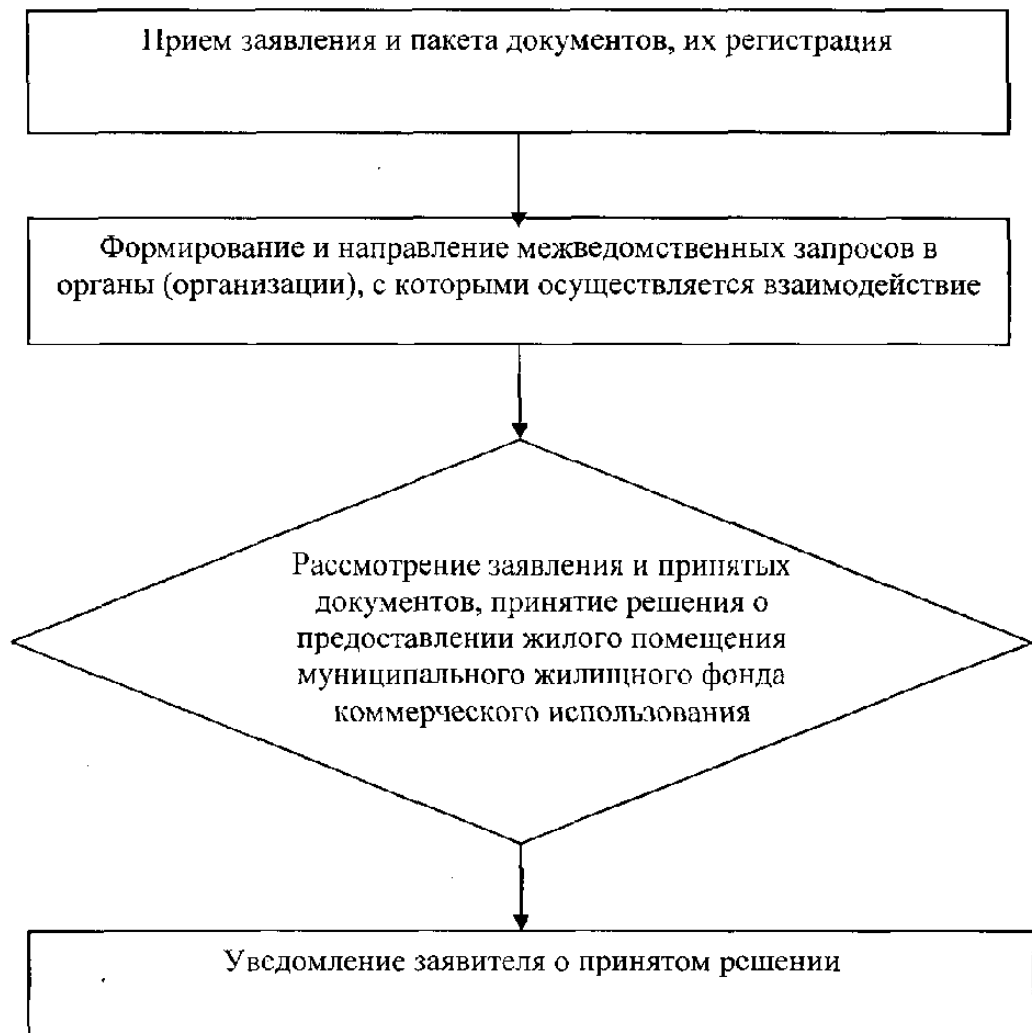 Прием заявления и пакета документов, их регистрация
Формирование и направление межведомственных запросов в
органы (организации), с которыми осуществляется взаимодействие
Рассмотрение заявления и принятых
документов, принятие решения о
предоставлении жилого помещения
муниципального жилищного фонда
коммерческого использования
Уведомление заявителя о принятом решении